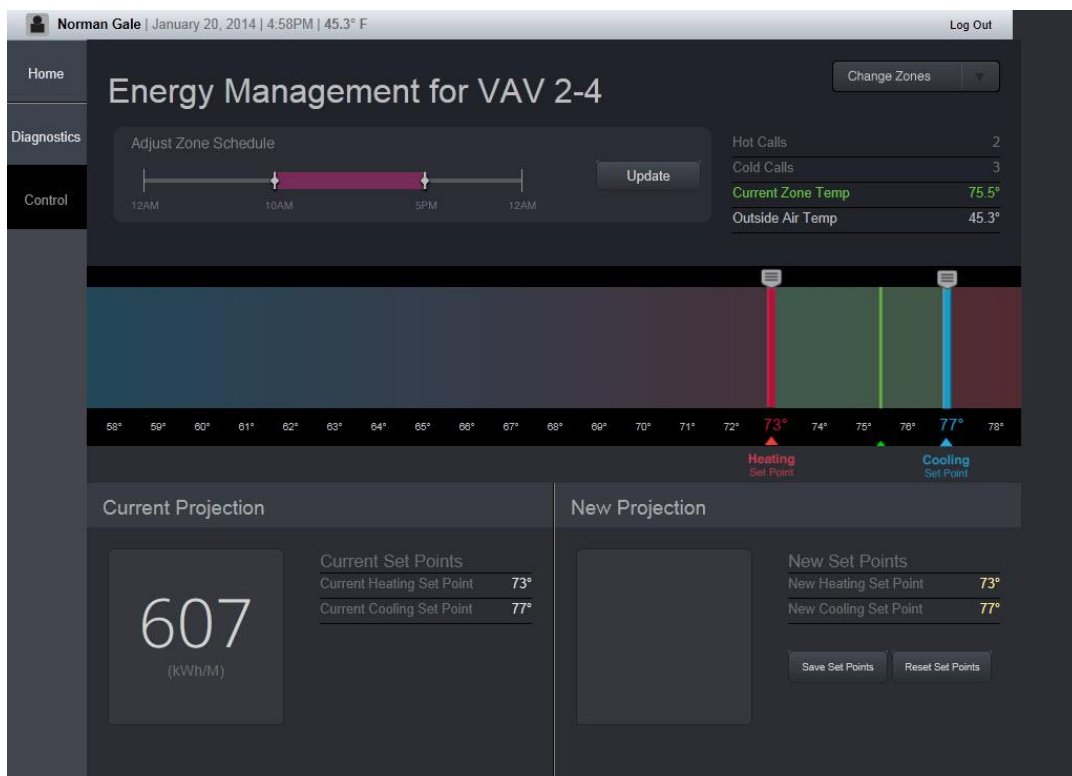 Norman Gale | January 20, 2014 | 4:58PM | 45.3° F
Log Out
Home
Diagnostics
Control
Energy Management for VAV 2-4
Change Zones
Adjust Zone Schedule
12AM 10AM 5PM 12AM
Update
Hot Calls 2
Cold Calls 3
Current Zone Temp 75.5°
Outside Air Temp 45.3°
58° 59° 60° 61° 62° 63° 64° 65° 66° 67° 68° 69° 70° 71° 72° 73° 74° 75° 76° 77° 78°
Heating
Set Point
Cooling
Set Point
Current Projection
607
(kWh/M)
Current Set Points
Current Heating Set Point 73°
Current Cooling Set Point 77°
New Projection
New Set Points
New Heating Set Point 73°
New Cooling Set Point 77°
Save Set Points
Reset Set Points